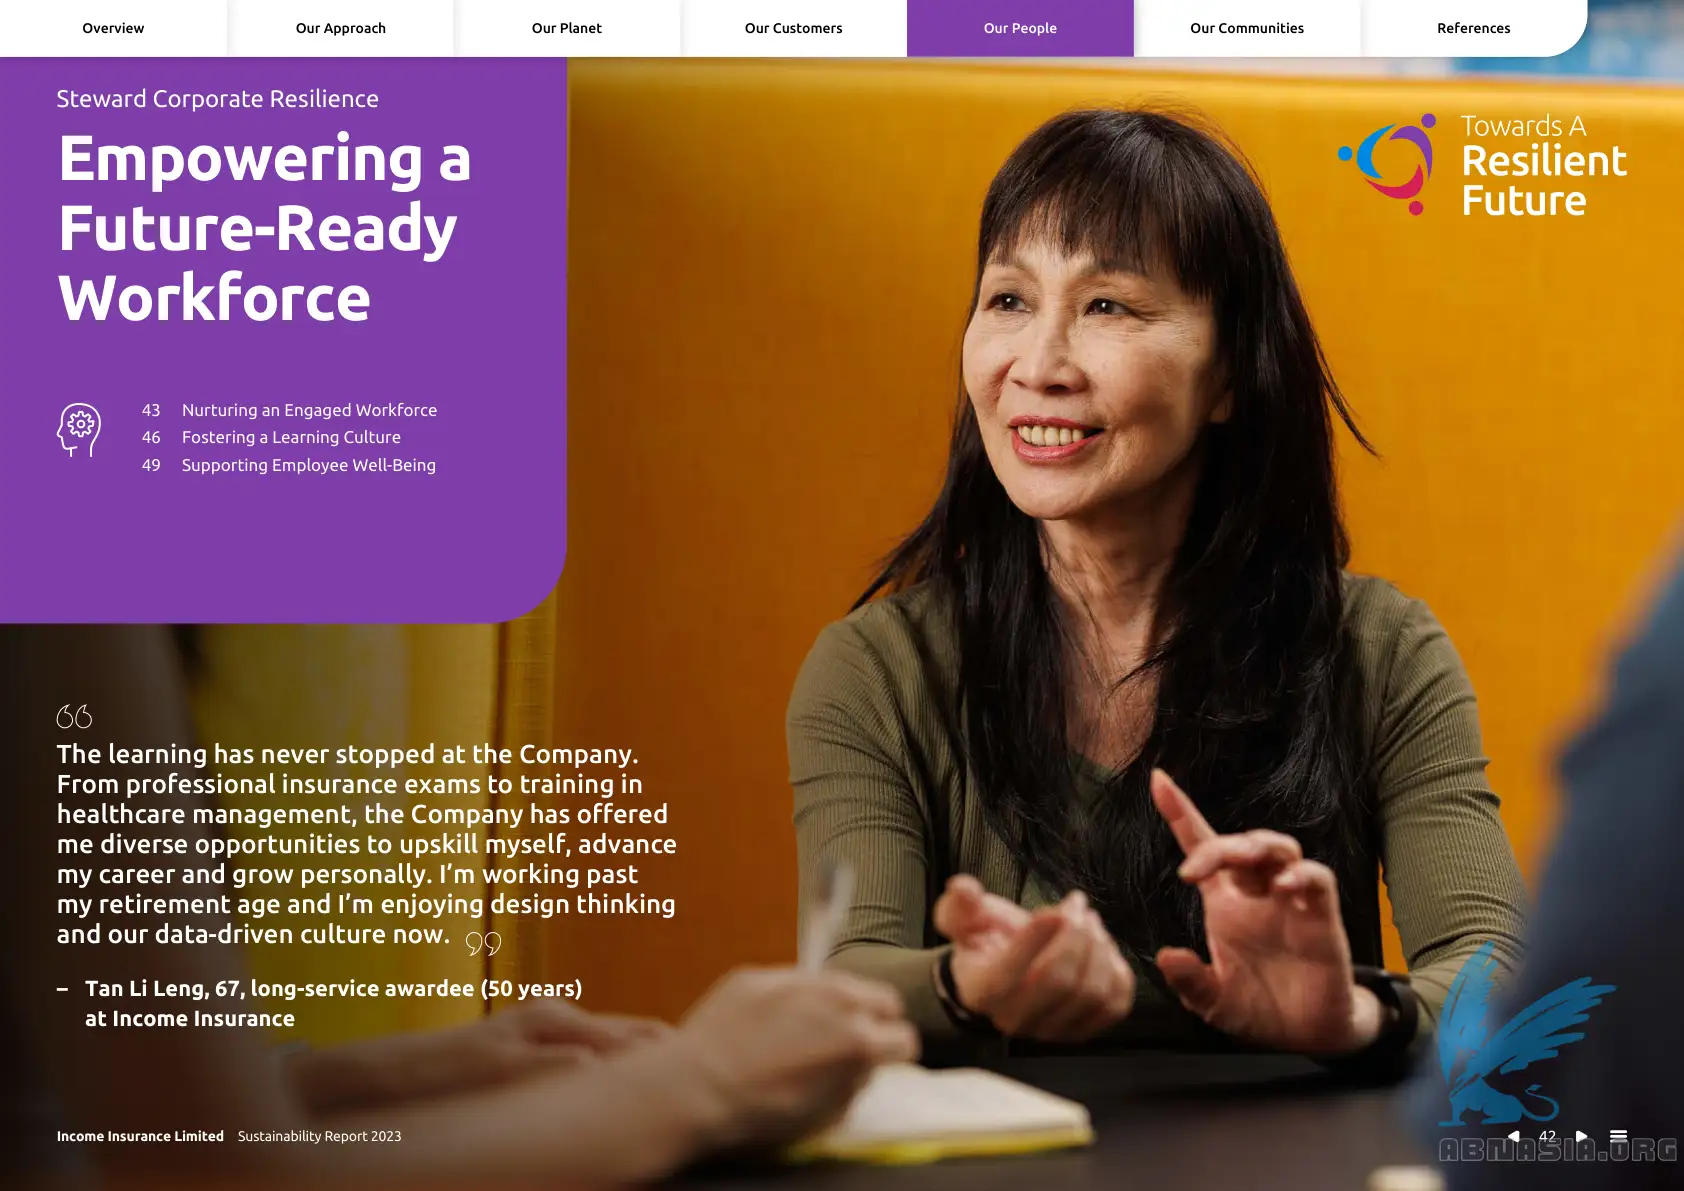 Overview
Our Approach
Our Planet
Our Customers
Our People
Our Communities
References
Steward Corporate Resilience
Empowering a
Future-Ready
Workforce
Towards A
Resilient
Future
43 Nurturing an Engaged Workforce
46 Fostering a Learning Culture
49 Supporting Employee Well-Being
“
The learning has never stopped at the Company.
From professional insurance exams to training in
healthcare management, the Company has offered
me diverse opportunities to upskill myself, advance
my career and grow personally. I’m working past
my retirement age and I’m enjoying design thinking
and our data-driven culture now. ”
– Tan Li Leng, 67, long-service awardee (50 years)
at Income Insurance
Income Insurance Limited Sustainability Report 2023
42
ABNASIA.ORG